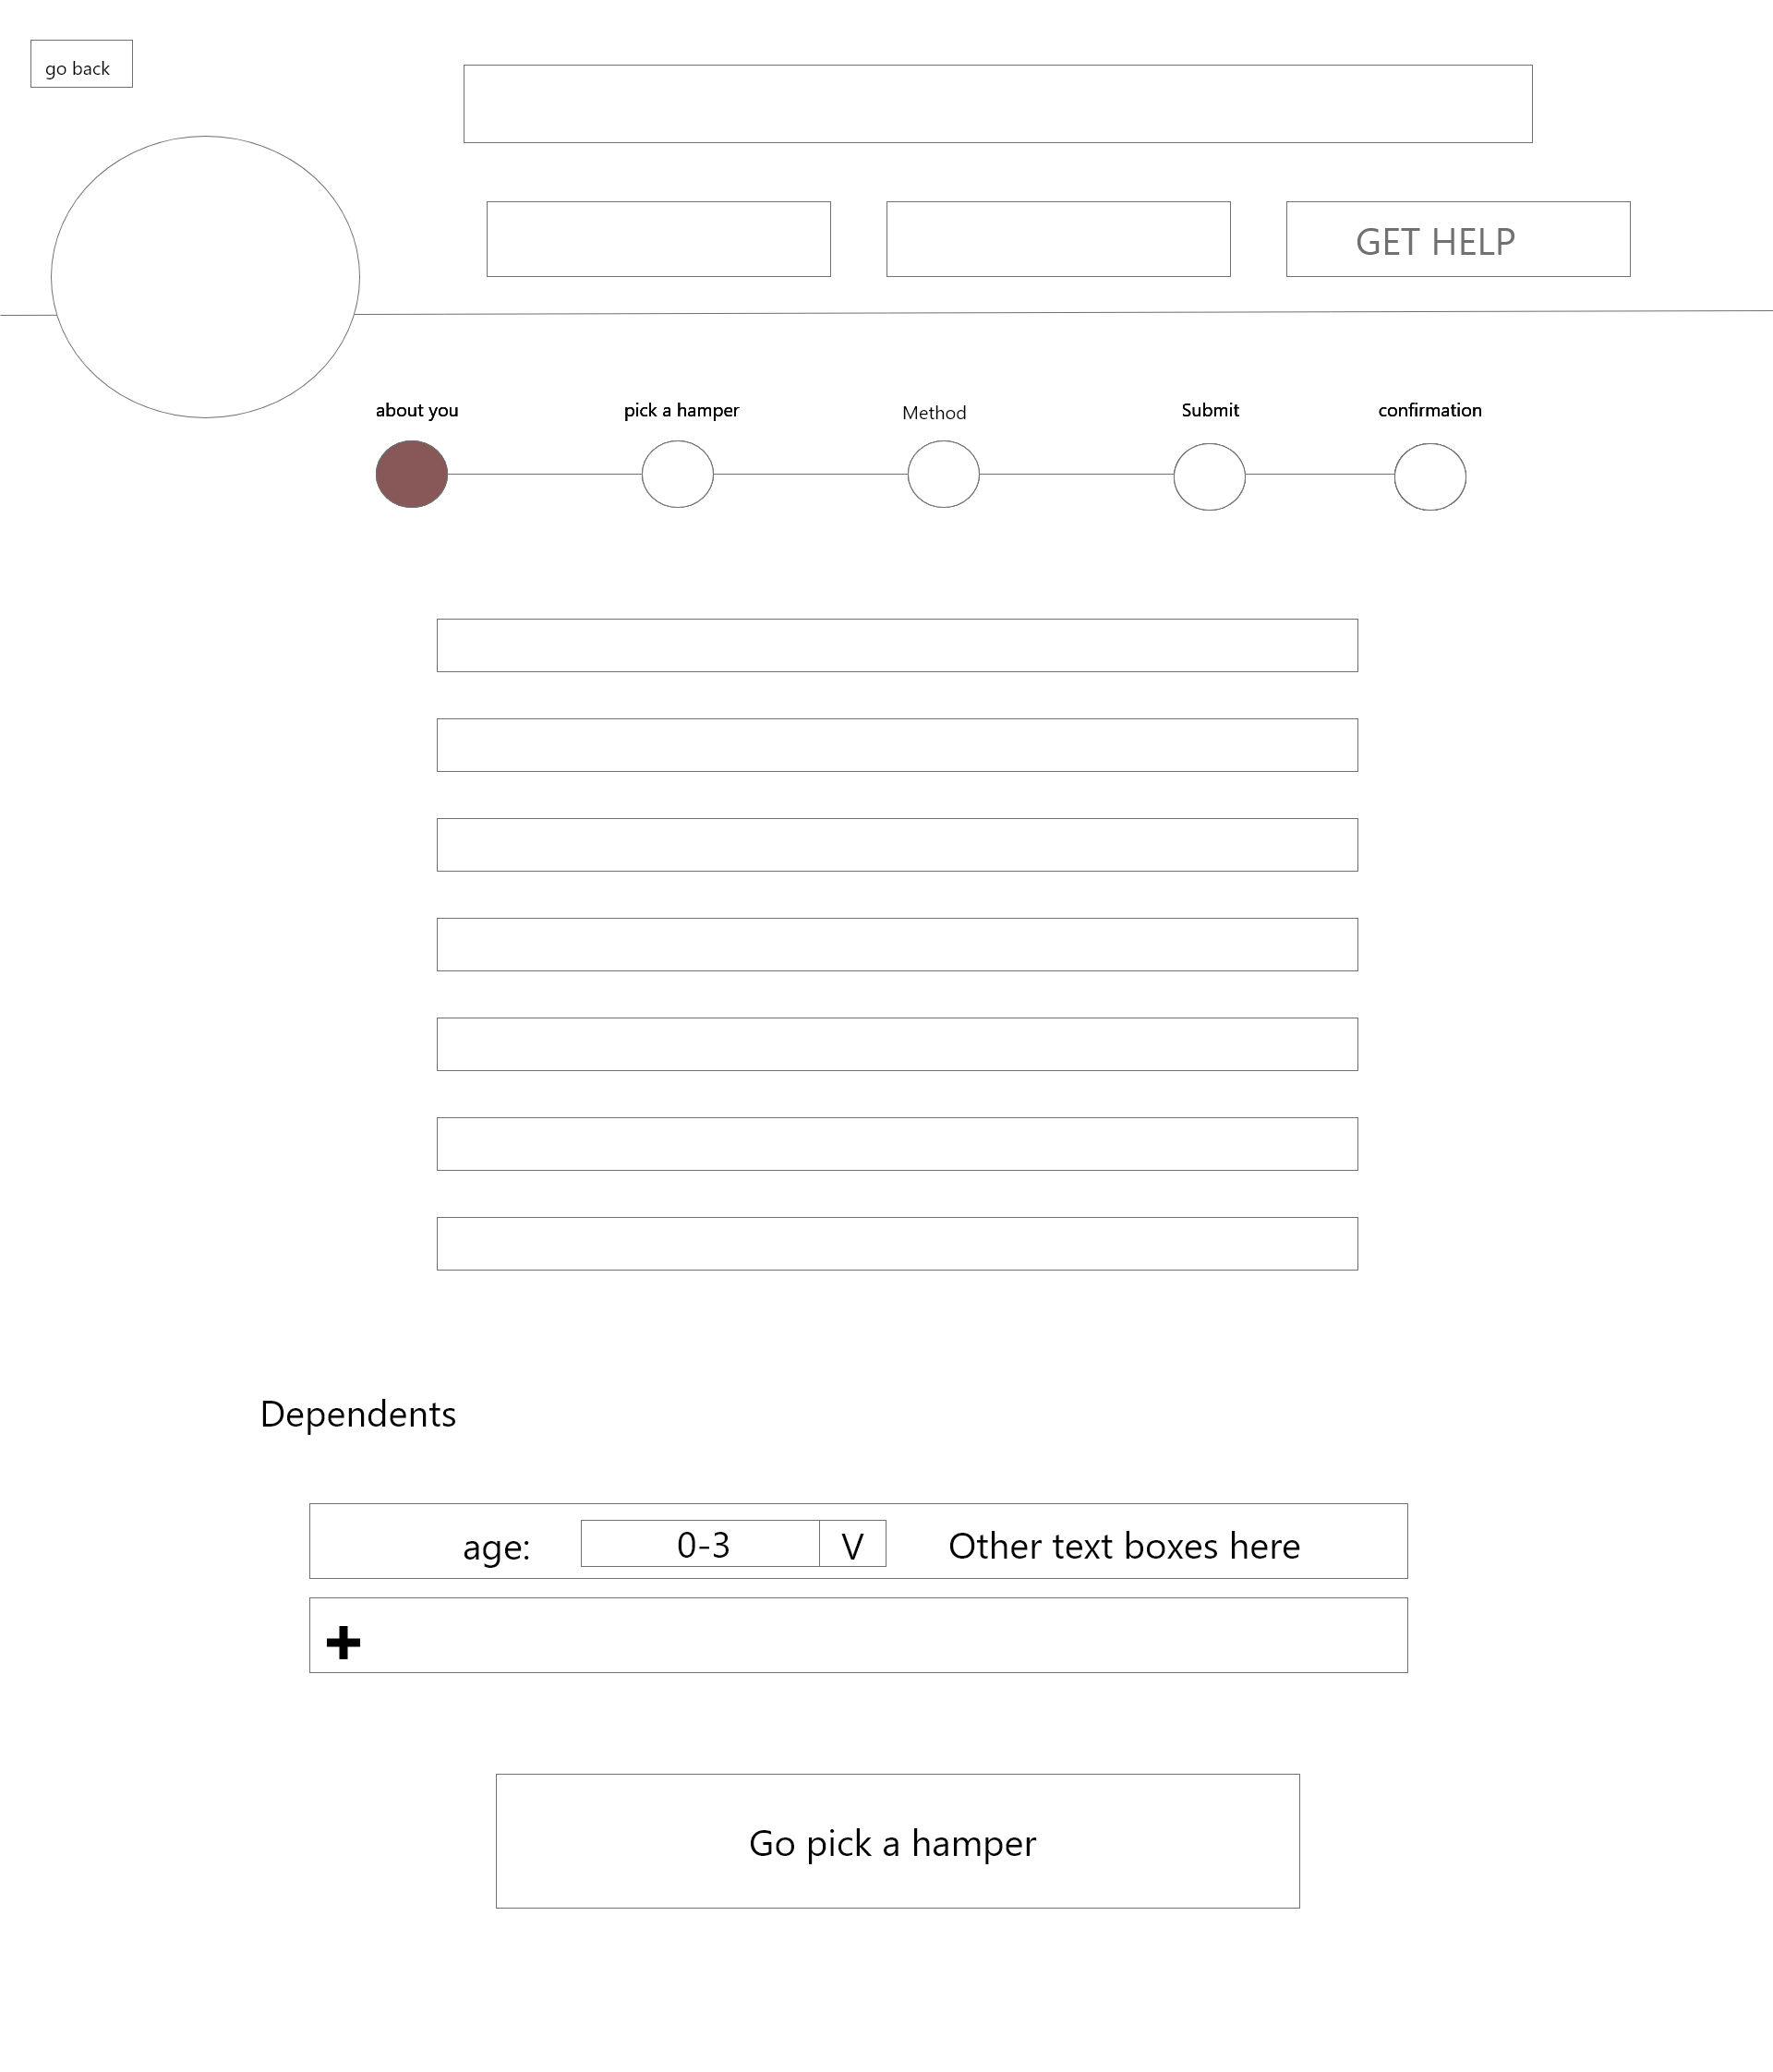 go back
GET HELP
about you
pick a hamper
Method
Submit
confirmation
Dependents
age:
0-3
V
Other text boxes here
Go pick a hamper